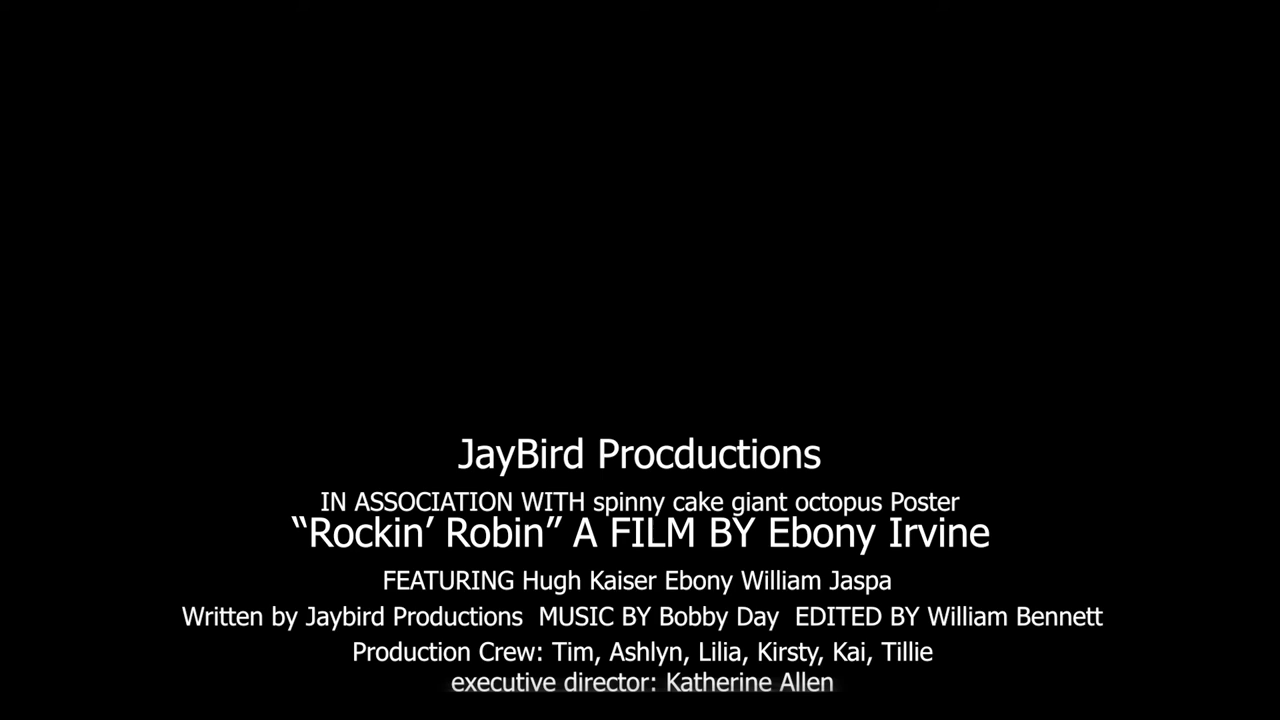 JayBird Procductions
IN ASSOCIATION WITH spinny cake giant octopus Poster
“Rockin’ Robin” A FILM BY Ebony Irvine
FEATURING Hugh Kaiser Ebony William Jaspa
Written by Jaybird Productions  MUSIC BY Bobby Day  EDITED BY William Bennett
Production Crew: Tim, Ashlyn, Lilia, Kirsty, Kai, Tillie
executive director: Katherine Allen